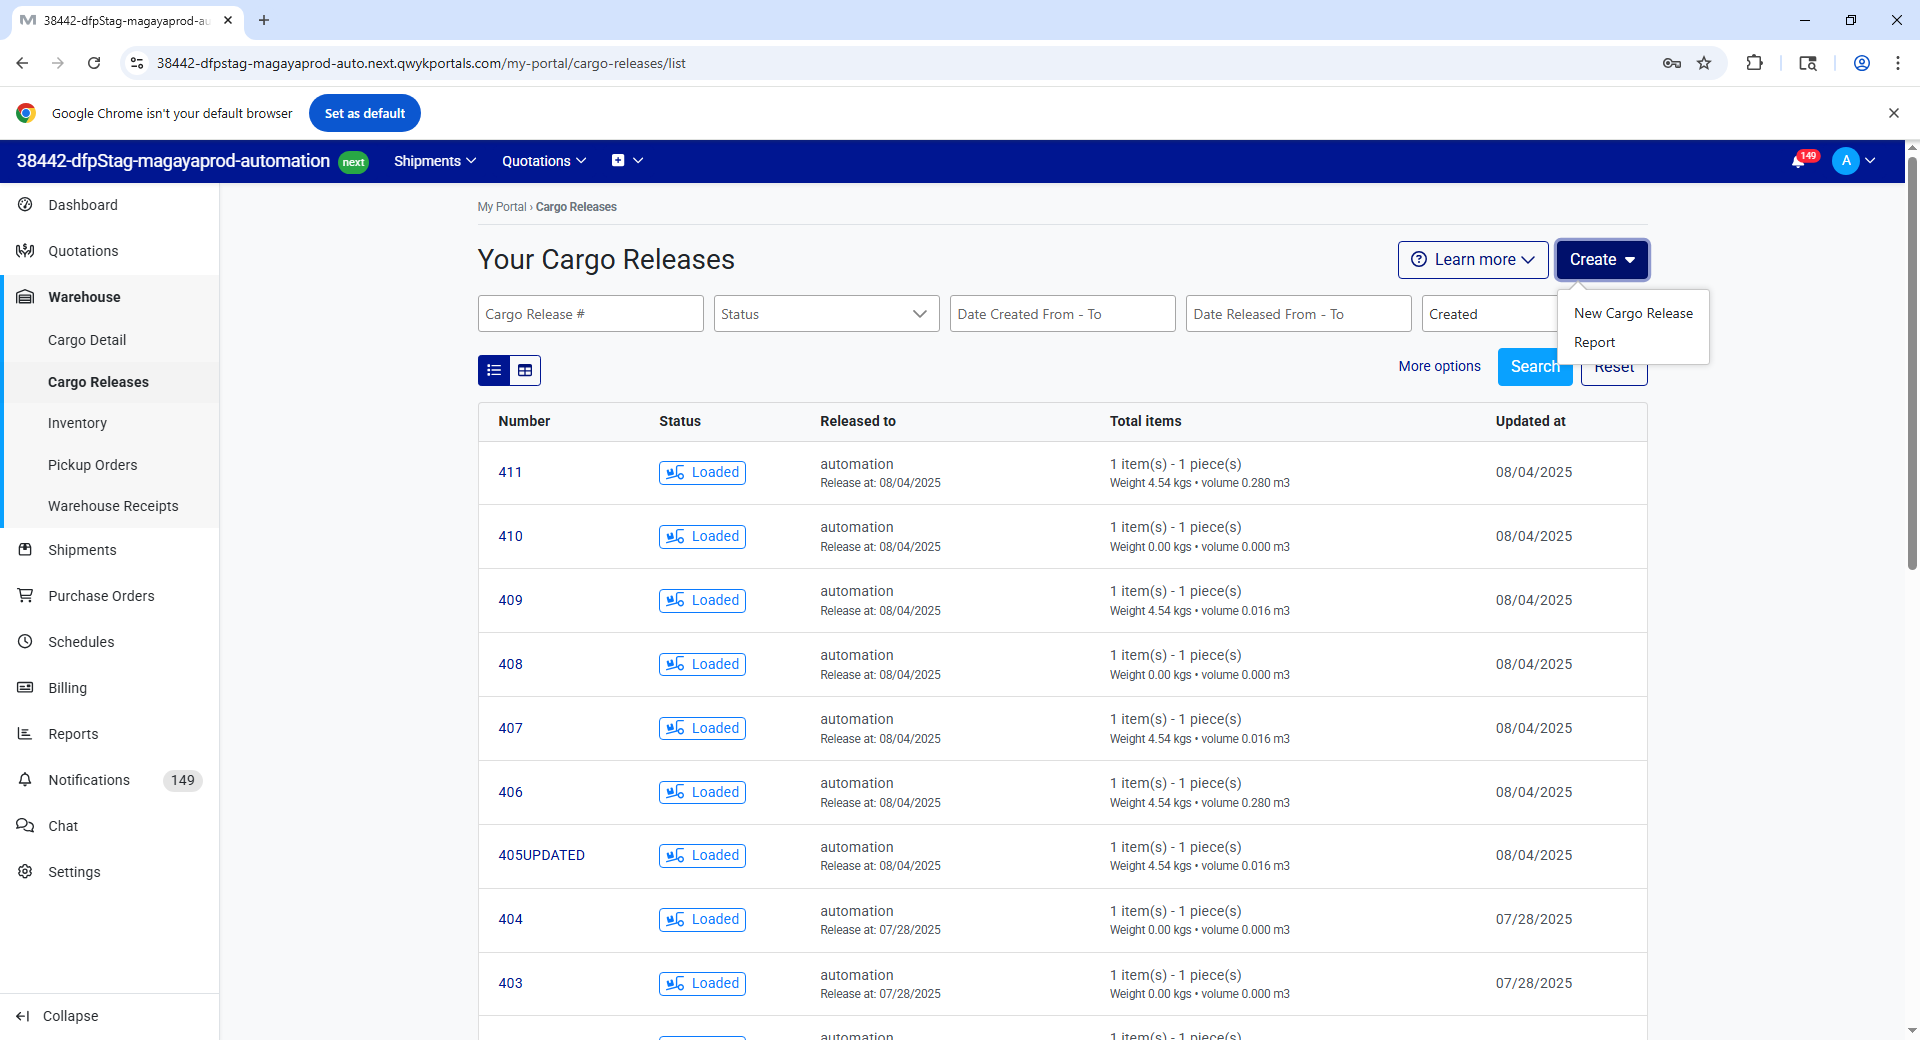 38442-dfpStag-magayaprod-au
38442-dfpstag-magayaprod-auto.next.qwykportals.com/my-portal/cargo-releases/list
Google Chrome isn't your default browser
Set as default
38442-dfpStag-magayaprod-automation next Shipments Quotations 149 A
Dashboard
Quotations
Warehouse
Cargo Detail
Cargo Releases
Inventory
Pickup Orders
Warehouse Receipts
Shipments
Purchase Orders
Schedules
Billing
Reports
Notifications 149
Chat
Settings
Collapse
My Portal › Cargo Releases
Your Cargo Releases
Learn more
Create
New Cargo Release
Report
Cargo Release # Status Date Created From - To Date Released From - To Created
More options Search Reset
Number Status Released to Total items Updated at
411 Loaded automation 1 item(s) - 1 piece(s) 08/04/2025
Release at: 08/04/2025 Weight 4.54 kgs • volume 0.280 m3
410 Loaded automation 1 item(s) - 1 piece(s) 08/04/2025
Release at: 08/04/2025 Weight 0.00 kgs • volume 0.000 m3
409 Loaded automation 1 item(s) - 1 piece(s) 08/04/2025
Release at: 08/04/2025 Weight 4.54 kgs • volume 0.016 m3
408 Loaded automation 1 item(s) - 1 piece(s) 08/04/2025
Release at: 08/04/2025 Weight 0.00 kgs • volume 0.000 m3
407 Loaded automation 1 item(s) - 1 piece(s) 08/04/2025
Release at: 08/04/2025 Weight 4.54 kgs • volume 0.016 m3
406 Loaded automation 1 item(s) - 1 piece(s) 08/04/2025
Release at: 08/04/2025 Weight 4.54 kgs • volume 0.280 m3
405UPDATED Loaded automation 1 item(s) - 1 piece(s) 08/04/2025
Release at: 08/04/2025 Weight 4.54 kgs • volume 0.016 m3
404 Loaded automation 1 item(s) - 1 piece(s) 07/28/2025
Release at: 07/28/2025 Weight 0.00 kgs • volume 0.000 m3
403 Loaded automation 1 item(s) - 1 piece(s) 07/28/2025
Release at: 07/28/2025 Weight 0.00 kgs • volume 0.000 m3
automation 1 item(s) - 1 piece(s)